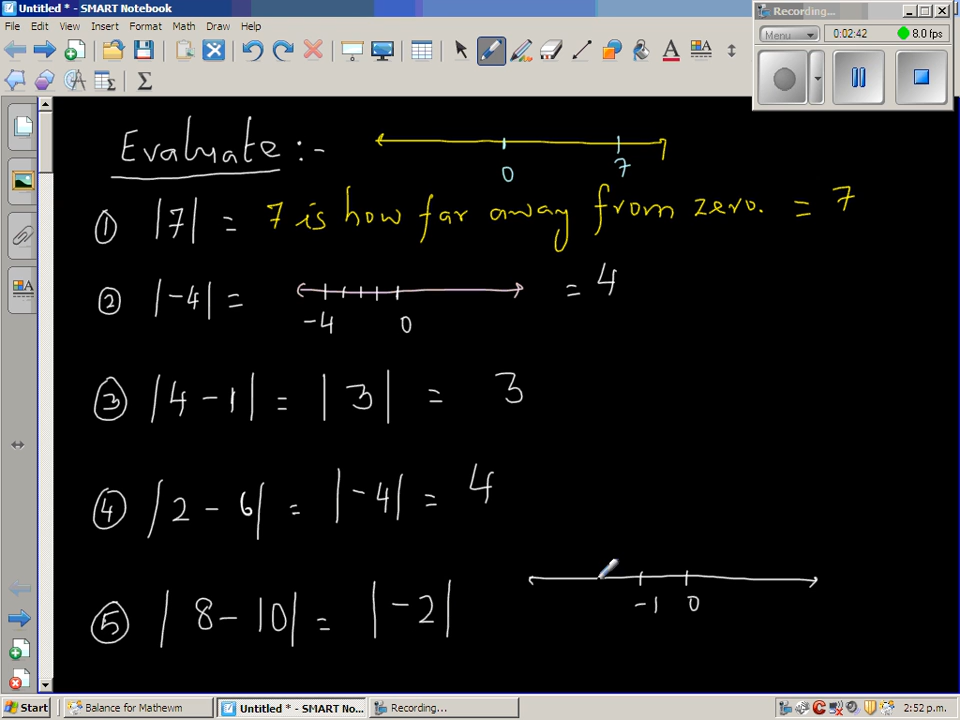 Untitled * - SMART Notebook
Recording...
File Edit View Insert Format Math Draw Help
Menu 0:02:42 8.0 fps
Evaluate :-
0 7
① |7| = 7 is how far away from zero. = 7
② |-4| = = 4
-4 0
③ |4 - 1| = |3| = 3
④ |2 - 6| = |-4| = 4
⑤ |8 - 10| = |-2|
-1 0
Start Balance for Mathewm Untitled * - SMART No... Recording... 2:52 p.m.